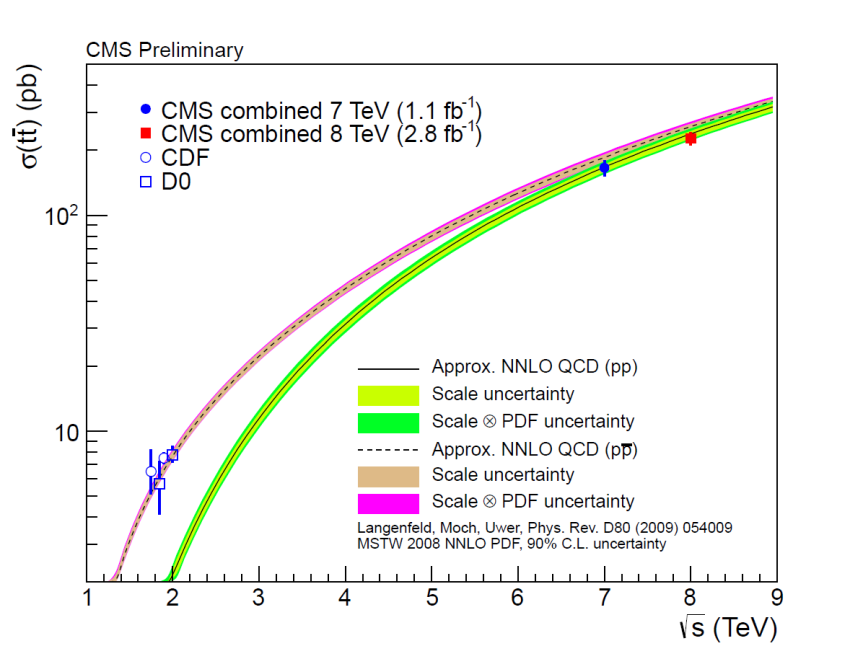 CMS Preliminary
σ(tt̄) (pb)
CMS combined 7 TeV (1.1 fb⁻¹)
CMS combined 8 TeV (2.8 fb⁻¹)
CDF
D0
10²
10
Approx. NNLO QCD (pp)
Scale uncertainty
Scale ⊗ PDF uncertainty
Approx. NNLO QCD (pp̄)
Scale uncertainty
Scale ⊗ PDF uncertainty
Langenfeld, Moch, Uwer, Phys. Rev. D80 (2009) 054009
MSTW 2008 NNLO PDF, 90% C.L. uncertainty
1 2 3 4 5 6 7 8 9
√s (TeV)